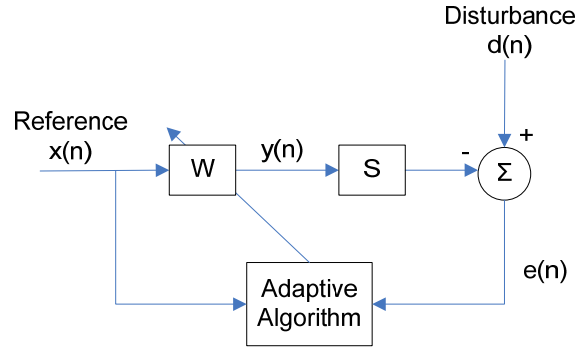 Disturbance
d(n)
Reference
x(n)
W
y(n)
S
-
+
Σ
e(n)
Adaptive
Algorithm